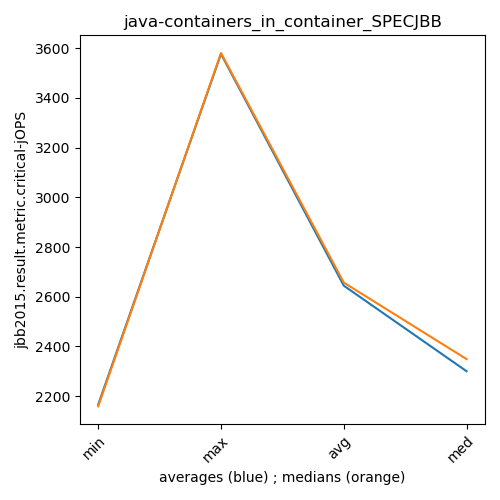 java-containers_in_container_SPECJBB
jbb2015.result.metric.critical-jOPS
3600
3400
3200
3000
2800
2600
2400
2200
min
max
avg
med
averages (blue) ; medians (orange)